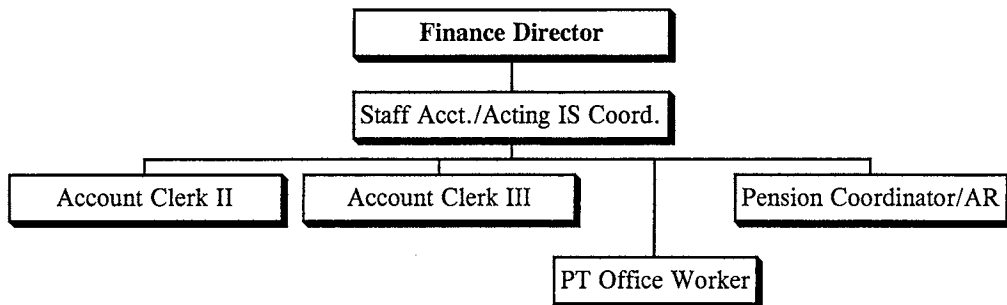 Finance Director
Staff Acct./Acting IS Coord.
Account Clerk II
Account Clerk III
Pension Coordinator/AR
PT Office Worker